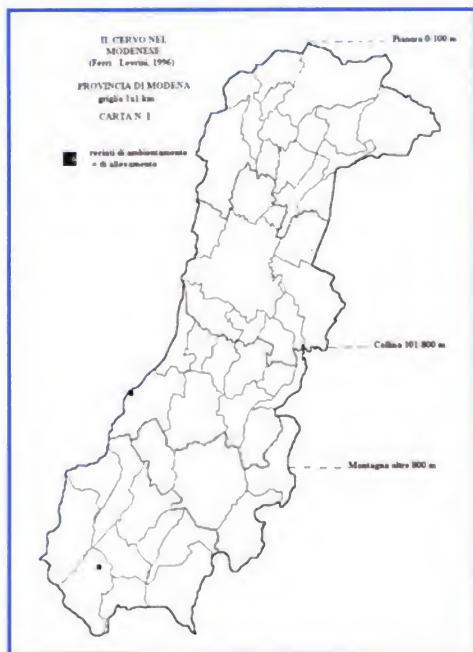 IL CERVO NEL
MODENESE
(Ferri - Levrini, 1996)
PROVINCIA DI MODENA
griglia 1x1 km
CARTA N. 1
recinti di ambientamento
e di allevamento
Pianura 0-100 m
Collina 101-800 m
Montagna oltre 800 m